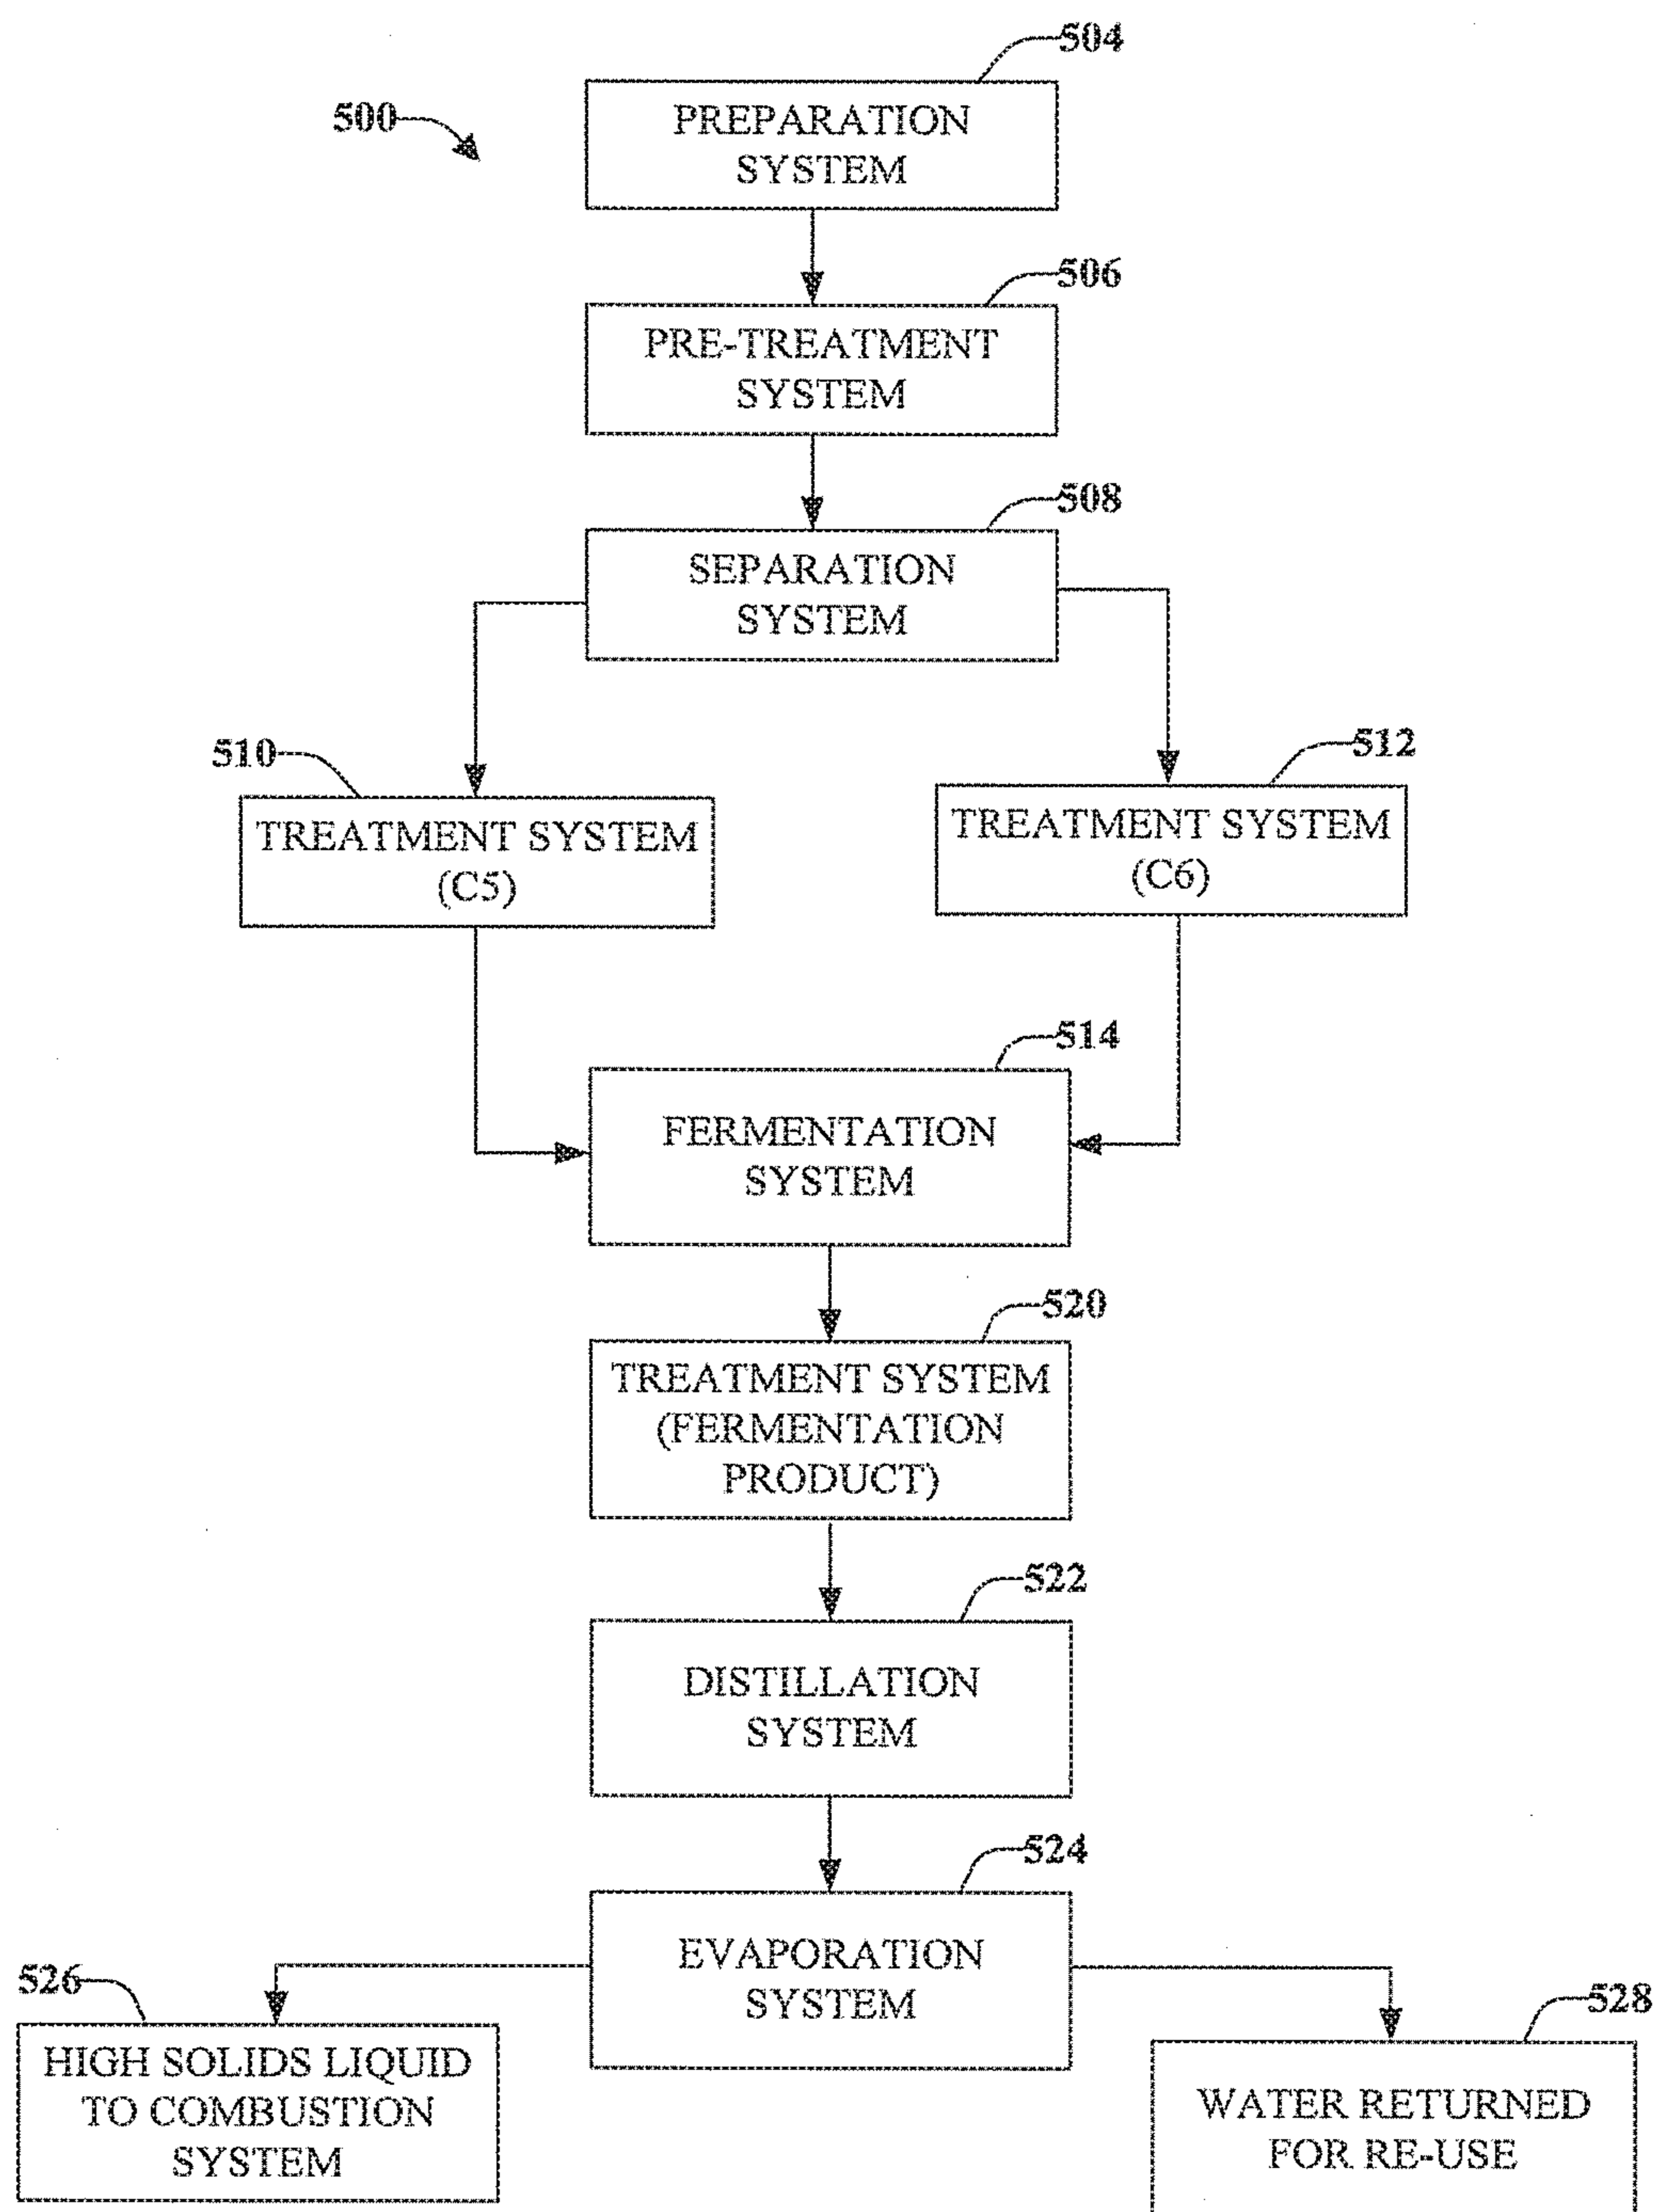 504
500
PREPARATION
SYSTEM
506
PRE-TREATMENT
SYSTEM
508
SEPARATION
SYSTEM
510
TREATMENT SYSTEM
(C5)
512
TREATMENT SYSTEM
(C6)
514
FERMENTATION
SYSTEM
520
TREATMENT SYSTEM
(FERMENTATION
PRODUCT)
522
DISTILLATION
SYSTEM
524
EVAPORATION
SYSTEM
526
HIGH SOLIDS LIQUID
TO COMBUSTION
SYSTEM
528
WATER RETURNED
FOR RE-USE